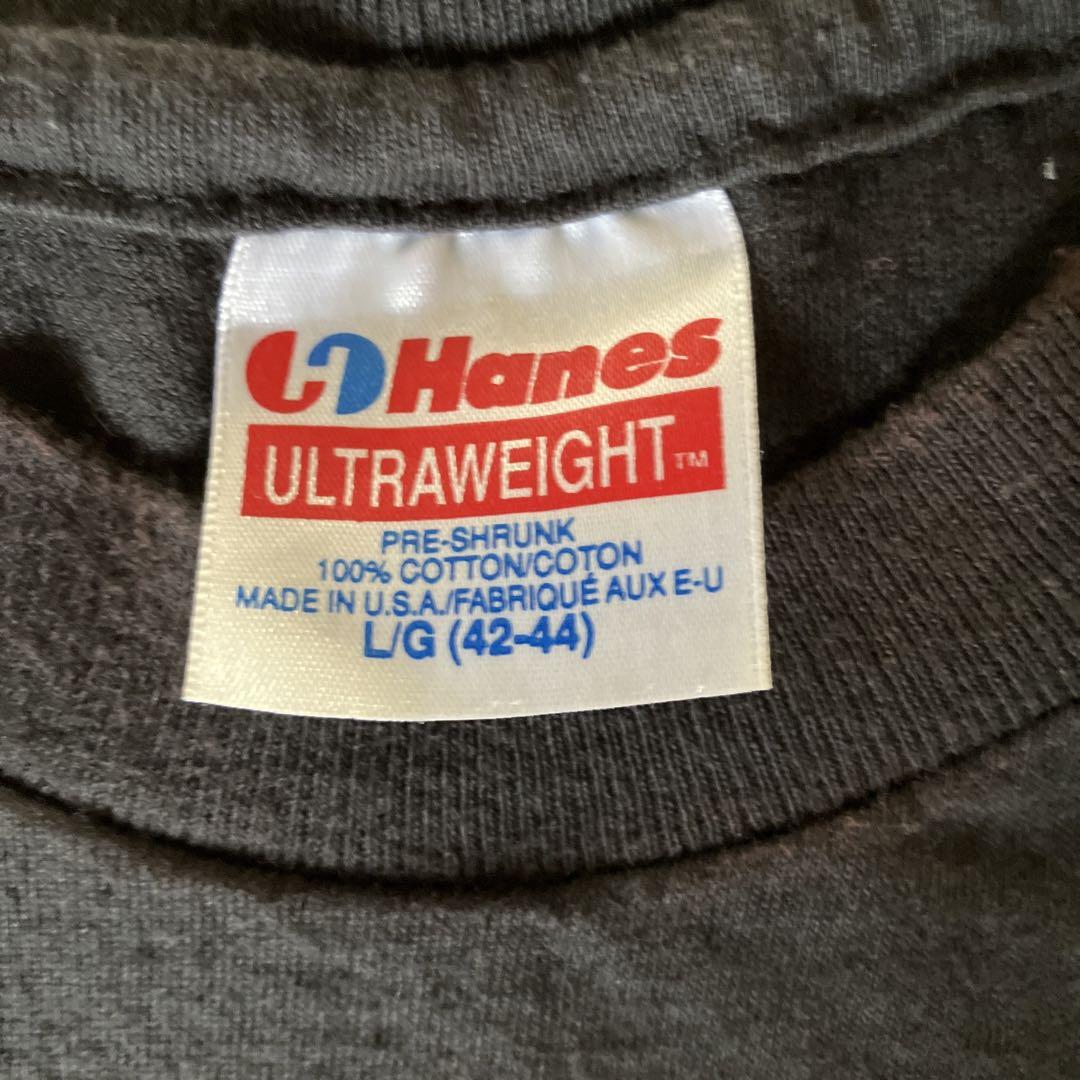 Hanes
ULTRAWEIGHT™
PRE-SHRUNK
100% COTTON/COTON
MADE IN U.S.A./FABRIQUÉ AUX E-U
L/G (42-44)